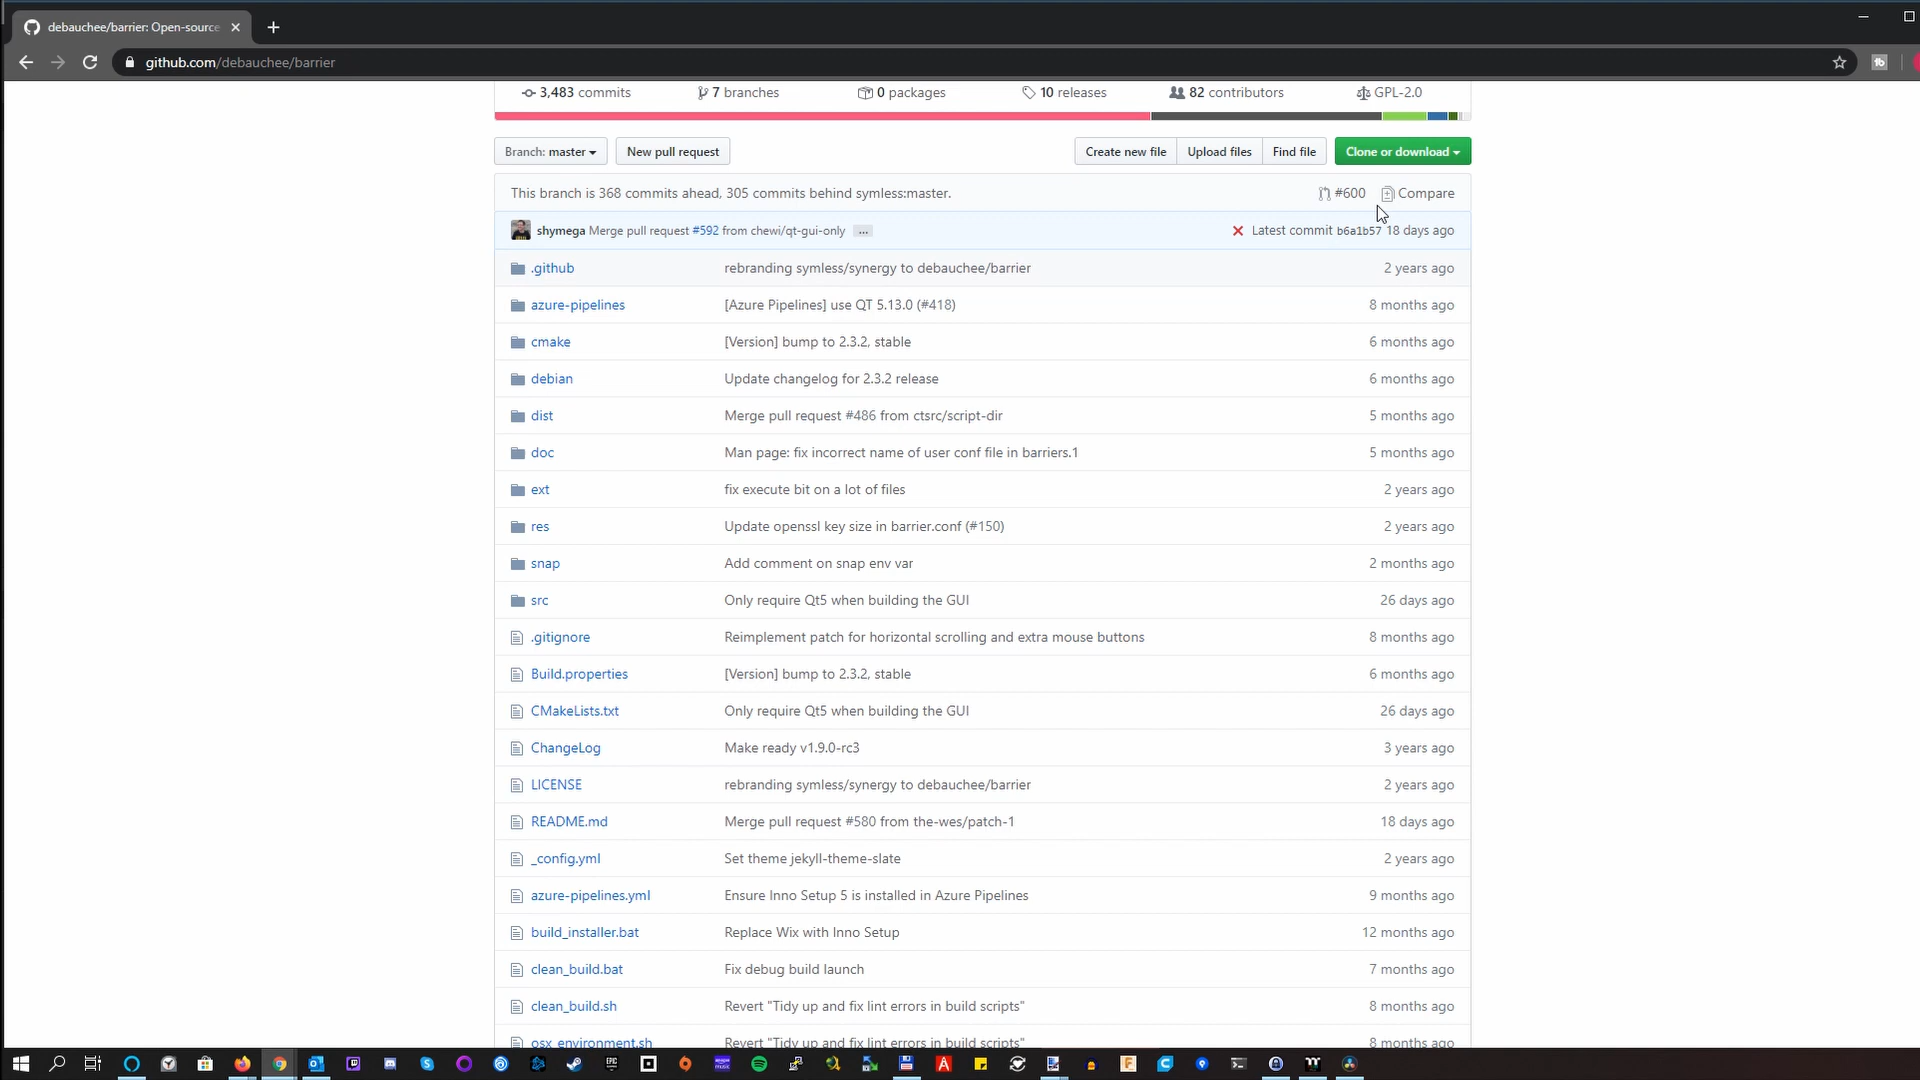 debauchee/barrier: Open-source
github.com/debauchee/barrier
3,483 commits 7 branches 0 packages 10 releases 82 contributors GPL-2.0
Branch: master New pull request Create new file Upload files Find file Clone or download
This branch is 368 commits ahead, 305 commits behind symless:master. #600 Compare
shymega Merge pull request #592 from chewi/qt-gui-only ... Latest commit b6a1b57 18 days ago
.github rebranding symless/synergy to debauchee/barrier 2 years ago
azure-pipelines [Azure Pipelines] use QT 5.13.0 (#418) 8 months ago
cmake [Version] bump to 2.3.2, stable 6 months ago
debian Update changelog for 2.3.2 release 6 months ago
dist Merge pull request #486 from ctsrc/script-dir 5 months ago
doc Man page: fix incorrect name of user conf file in barriers.1 5 months ago
ext fix execute bit on a lot of files 2 years ago
res Update openssl key size in barrier.conf (#150) 2 years ago
snap Add comment on snap env var 2 months ago
src Only require Qt5 when building the GUI 26 days ago
.gitignore Reimplement patch for horizontal scrolling and extra mouse buttons 8 months ago
Build.properties [Version] bump to 2.3.2, stable 6 months ago
CMakeLists.txt Only require Qt5 when building the GUI 26 days ago
ChangeLog Make ready v1.9.0-rc3 3 years ago
LICENSE rebranding symless/synergy to debauchee/barrier 2 years ago
README.md Merge pull request #580 from the-wes/patch-1 18 days ago
_config.yml Set theme jekyll-theme-slate 2 years ago
azure-pipelines.yml Ensure Inno Setup 5 is installed in Azure Pipelines 9 months ago
build_installer.bat Replace Wix with Inno Setup 12 months ago
clean_build.bat Fix debug build launch 7 months ago
clean_build.sh Revert "Tidy up and fix lint errors in build scripts" 8 months ago
osx_environment.sh Revert "Tidy up and fix lint errors in build scripts" 8 months ago